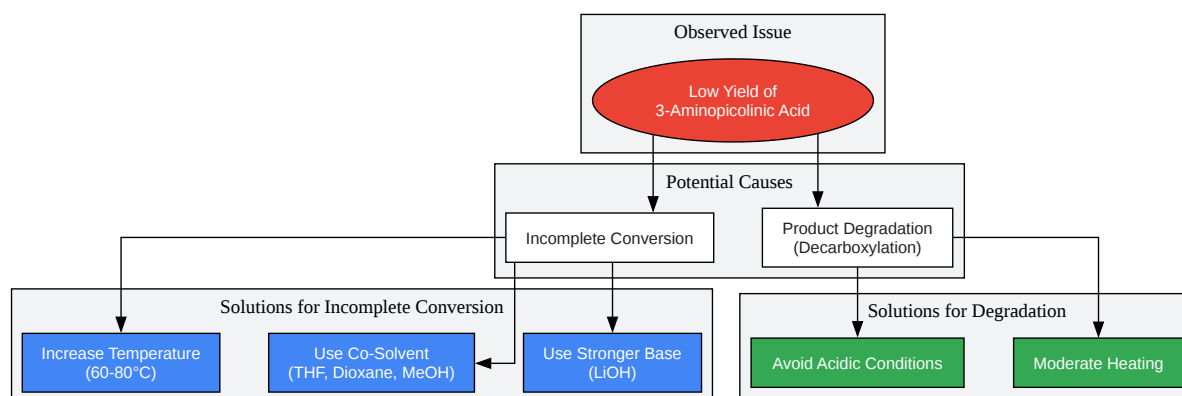 Observed Issue
Low Yield of
3-Aminopicolinic Acid
Potential Causes
Incomplete Conversion
Product Degradation
(Decarboxylation)
Solutions for Incomplete Conversion
Increase Temperature
(60-80°C)
Use Co-Solvent
(THF, Dioxane, MeOH)
Use Stronger Base
(LiOH)
Solutions for Degradation
Avoid Acidic Conditions
Moderate Heating